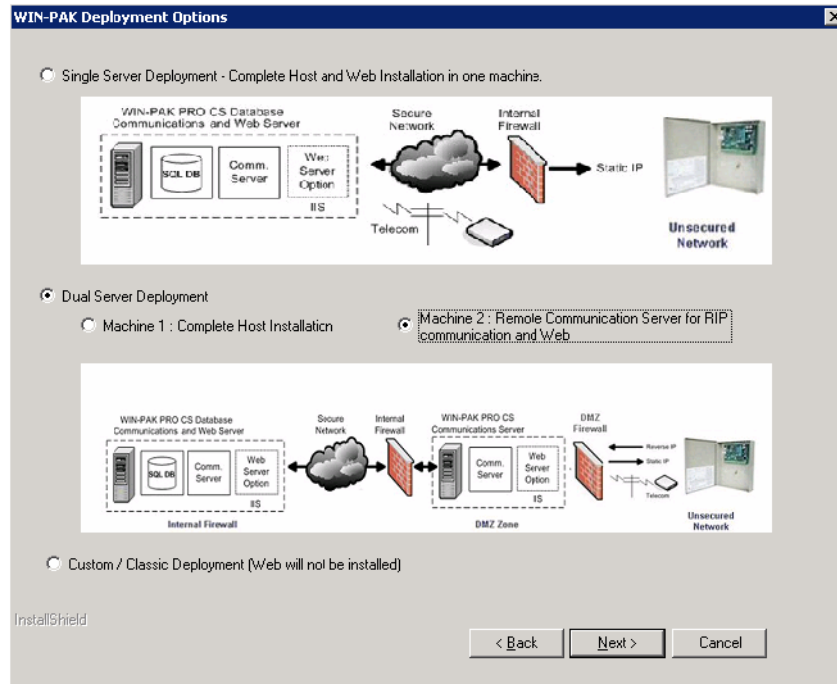 WIN-PAK Deployment Options
Single Server Deployment - Complete Host and Web Installation in one machine.
WIN-PAK PRO CS Database
Communications and Web Server
SQL DB
Comm.
Server
Web
Server
Option
IIS
Secure
Network
Telecom
Internal
Firewall
Static IP
Unsecured
Network
Dual Server Deployment
Machine 1 : Complete Host Installation
Machine 2 : Remote Communication Server for RIP
communication and Web
WIN-PAK PRO CS Database
Communications and Web Server
SQL DB
Comm.
Server
Web
Server
Option
IIS
Internal Firewall
Secure
Network
Internal
Firewall
WIN-PAK PRO CS
Communications Server
Comm.
Server
Web
Server
Option
IIS
DMZ Zone
DMZ
Firewall
Reverse IP
Static IP
Telecom
Unsecured
Network
Custom / Classic Deployment (Web will not be installed)
InstallShield
< Back
Next >
Cancel